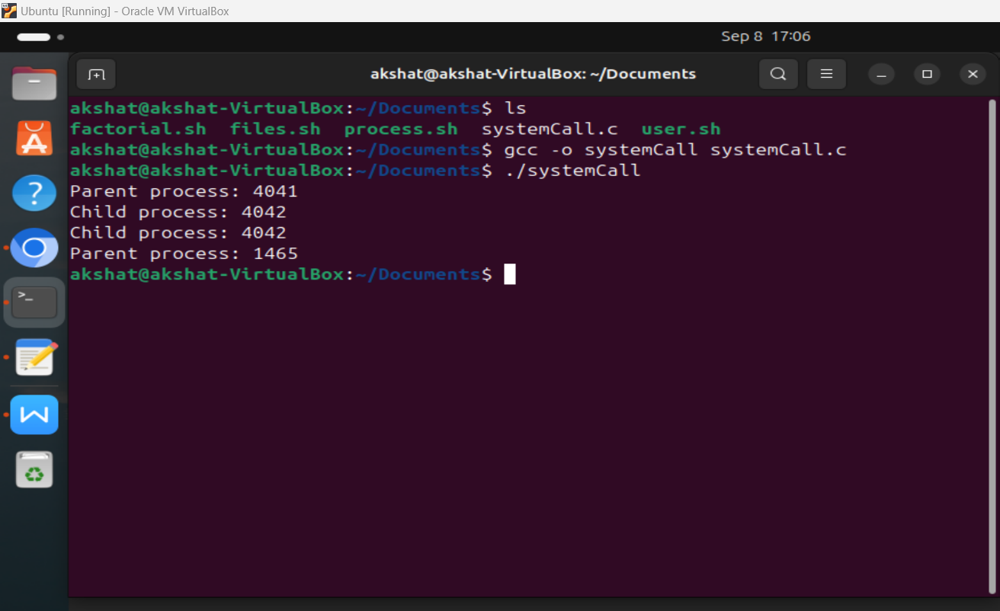 Ubuntu [Running] - Oracle VM VirtualBox
Sep 8 17:06
akshat@akshat-VirtualBox: ~/Documents
akshat@akshat-VirtualBox:~/Documents$ ls
factorial.sh files.sh process.sh systemCall.c user.sh
akshat@akshat-VirtualBox:~/Documents$ gcc -o systemCall systemCall.c
akshat@akshat-VirtualBox:~/Documents$ ./systemCall
Parent process: 4041
Child process: 4042
Child process: 4042
Parent process: 1465
akshat@akshat-VirtualBox:~/Documents$